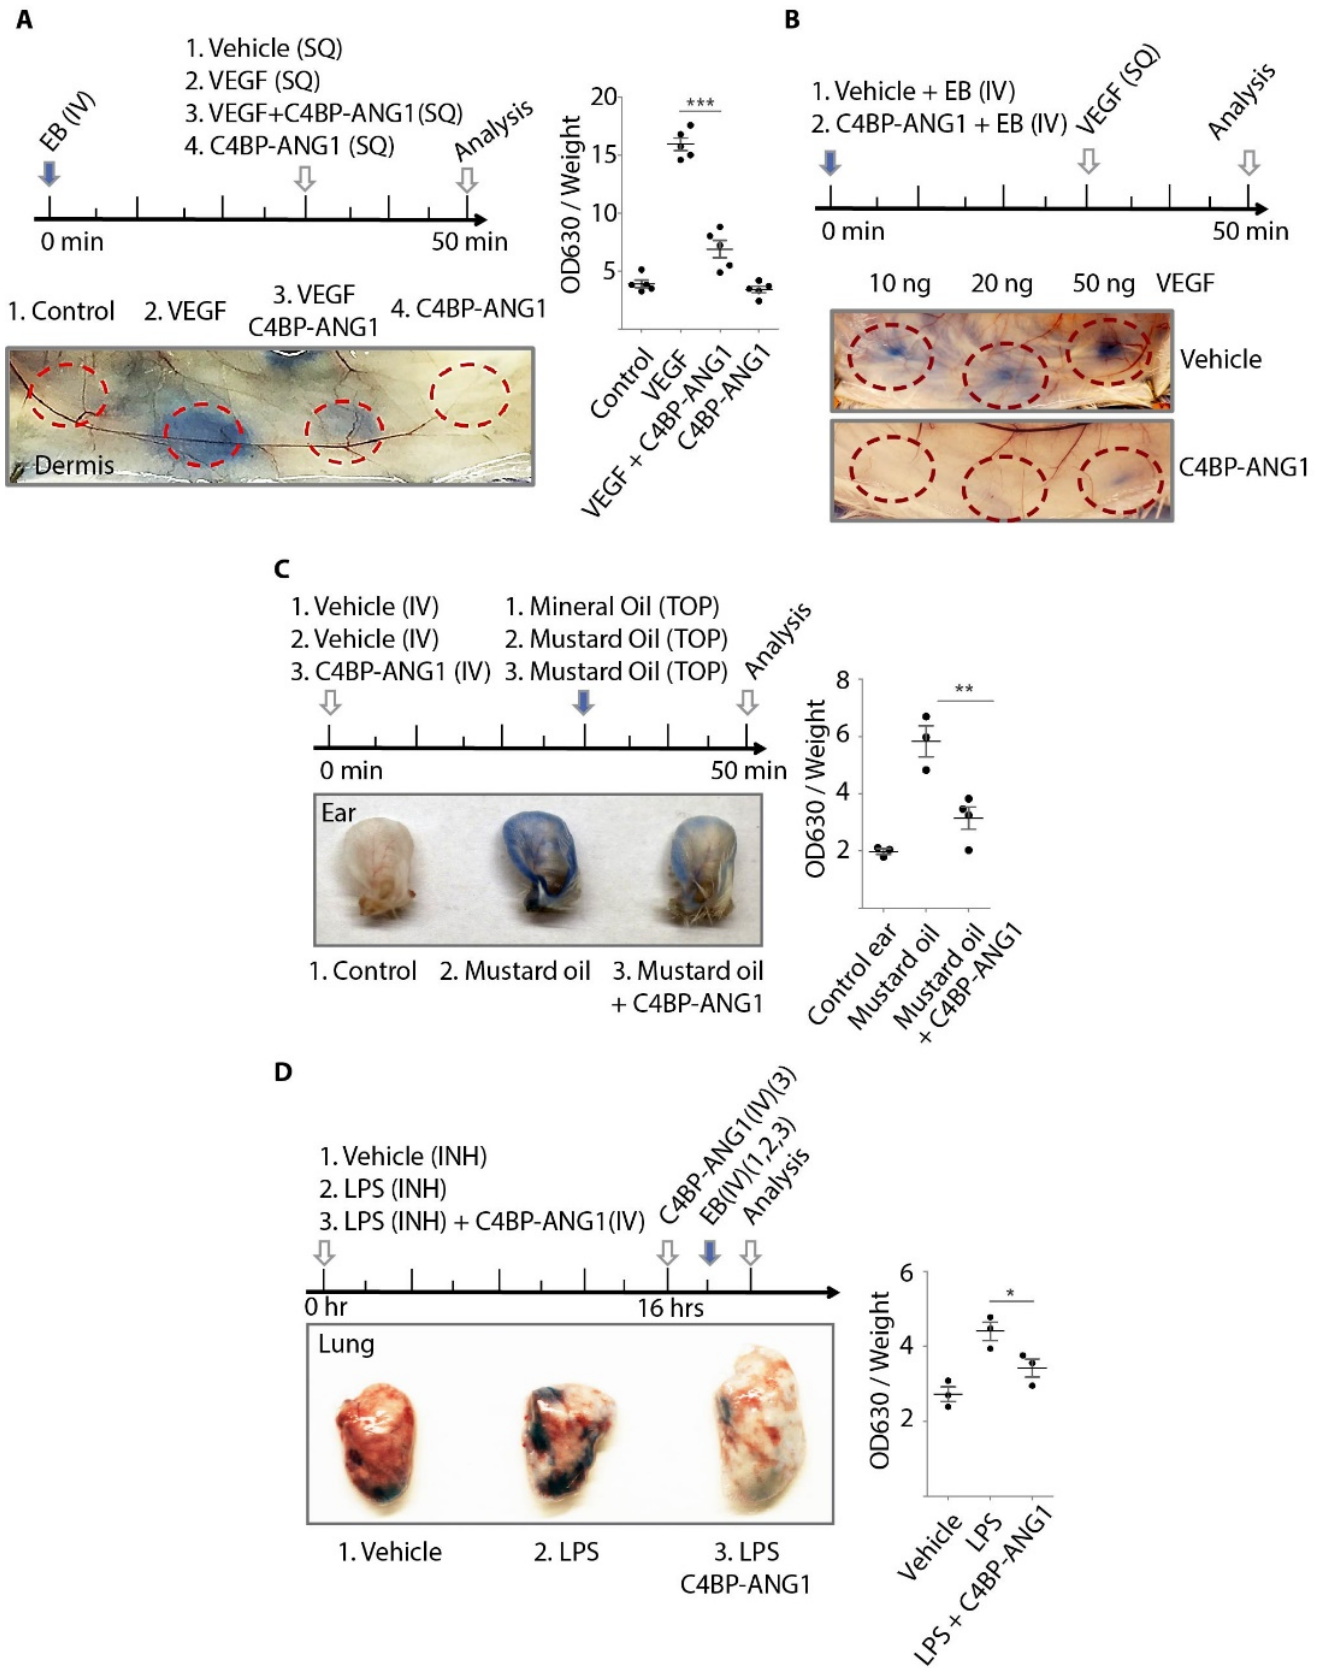 A
1. Vehicle (SQ)
2. VEGF (SQ)
3. VEGF+C4BP-ANG1(SQ)
4. C4BP-ANG1 (SQ)
EB (IV)
Analysis
0 min
50 min
1. Control
2. VEGF
3. VEGF
C4BP-ANG1
4. C4BP-ANG1
Dermis
OD630 / Weight
20
15
10
5
***
Control
VEGF
VEGF + C4BP-ANG1
C4BP-ANG1
B
1. Vehicle + EB (IV)
2. C4BP-ANG1 + EB (IV)
VEGF (SQ)
Analysis
0 min
50 min
10 ng
20 ng
50 ng
VEGF
Vehicle
C4BP-ANG1
C
1. Vehicle (IV)
2. Vehicle (IV)
3. C4BP-ANG1 (IV)
1. Mineral Oil (TOP)
2. Mustard Oil (TOP)
3. Mustard Oil (TOP)
Analysis
0 min
50 min
Ear
1. Control
2. Mustard oil
3. Mustard oil
+ C4BP-ANG1
OD630 / Weight
8
6
4
2
**
Control ear
Mustard oil
Mustard oil
+ C4BP-ANG1
D
1. Vehicle (INH)
2. LPS (INH)
3. LPS (INH) + C4BP-ANG1(IV)
C4BP-ANG1(IV)(3)
EB(IV)(1,2,3)
Analysis
0 hr
16 hrs
Lung
1. Vehicle
2. LPS
3. LPS
C4BP-ANG1
OD630 / Weight
6
4
2
*
Vehicle
LPS
LPS + C4BP-ANG1